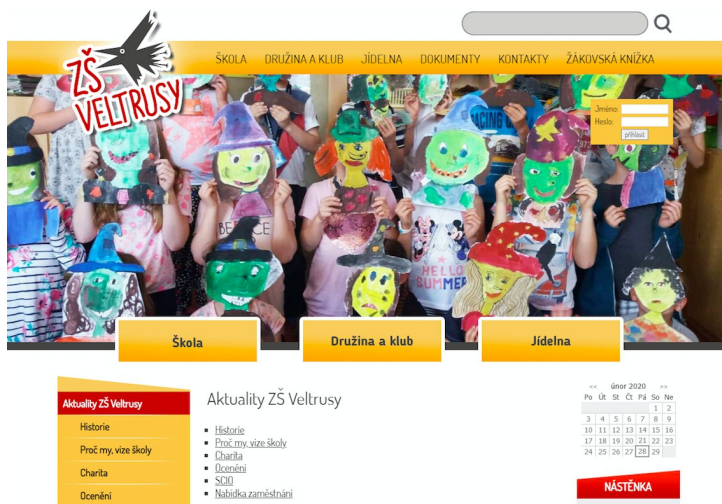 ZŠ
VELTRUSY
ŠKOLA DRUŽINA A KLUB JÍDELNA DOKUMENTY KONTAKTY ŽÁKOVSKÁ KNÍŽKA
Jméno:
Heslo:
přihlásit
RACING
HELLO
SUMMER
Škola
Družina a klub
Jídelna
Aktuality ZŠ Veltrusy
Historie
Proč my, vize školy
Charita
Ocenění
Aktuality ZŠ Veltrusy
Historie
Proč my, vize školy
Charita
Ocenění
SCIO
Nabídka zaměstnání
<< únor 2020 >>
Po Út St Čt Pá So Ne
1 2
3 4 5 6 7 8 9
10 11 12 13 14 15 16
17 18 19 20 21 22 23
24 25 26 27 28 29
NÁSTĚNKA